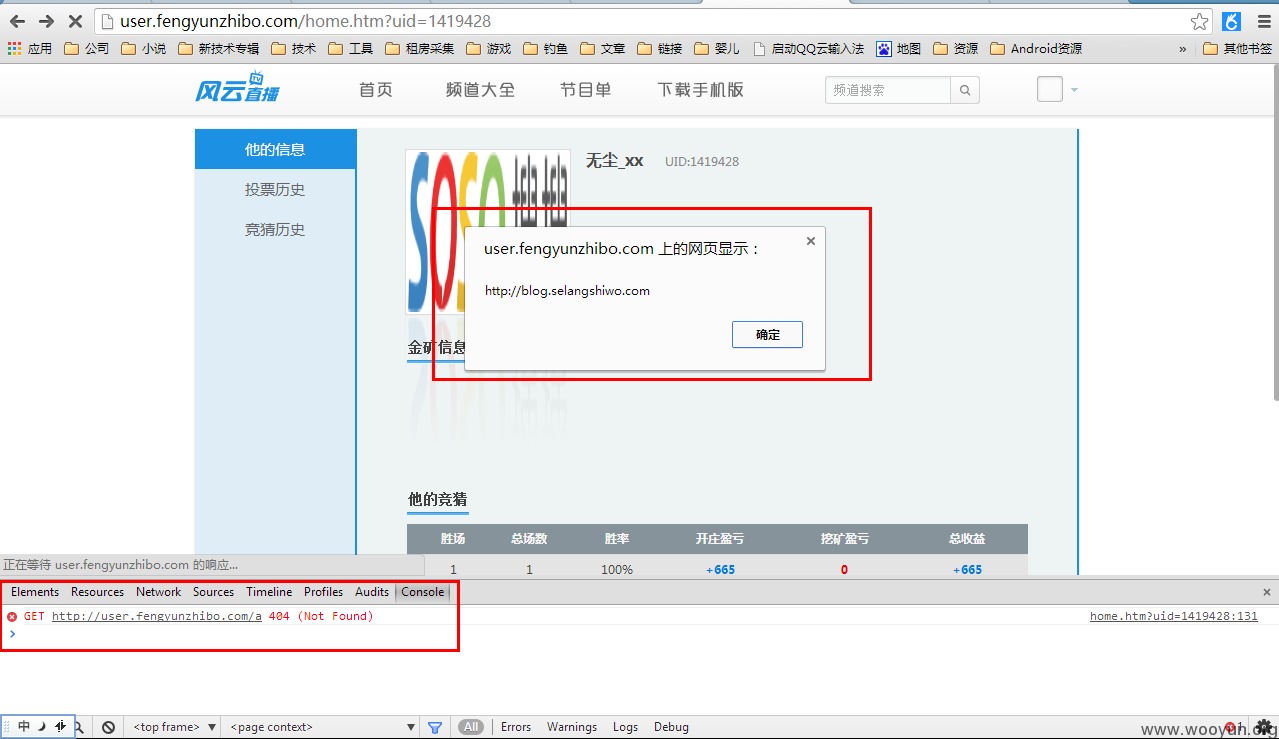 user.fengyunzhibo.com/home.htm?uid=1419428
应用 公司 小说 新技术专辑 技术 工具 租房采集 游戏 钓鱼 文章 链接 婴儿 启动QQ云输入法 地图 资源 Android资源 » 其他书签
风云直播 TV 首页 频道大全 节目单 下载手机版 频道搜索
他的信息
投票历史
竞猜历史
SOSO
无尘_xx UID:1419428
user.fengyunzhibo.com 上的网页显示：
http://blog.selangshiwo.com
确定
金矿信息
他的竞猜
胜场 总场数 胜率 开庄盈亏 挖矿盈亏 总收益
1 1 100% +665 0 +665
正在等待 user.fengyunzhibo.com 的响应...
Elements Resources Network Sources Timeline Profiles Audits Console
GET http://user.fengyunzhibo.com/a 404 (Not Found) home.htm?uid=1419428:131
中 <top frame> <page context> All Errors Warnings Logs Debug 1
www.wooyun.org